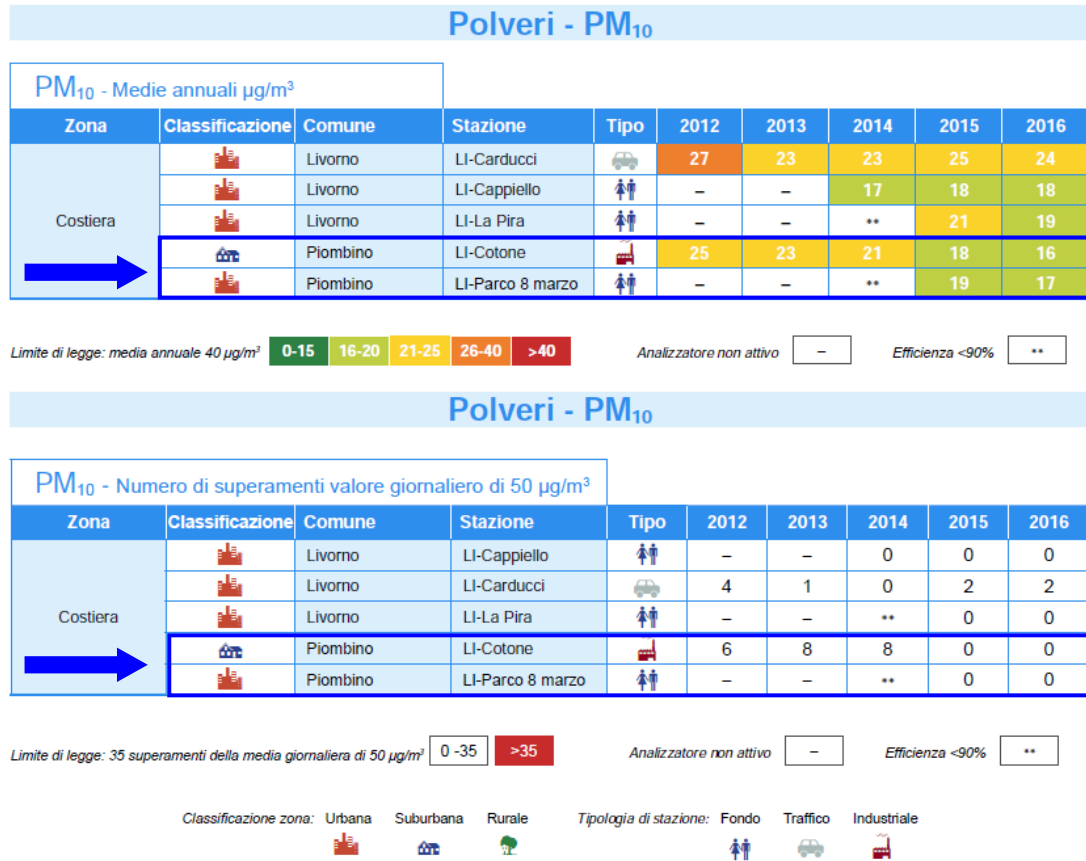 Polveri - PM₁₀
PM₁₀ - Medie annuali µg/m³
Zona Classificazione Comune Stazione Tipo 2012 2013 2014 2015 2016
Livorno LI-Carducci 27 23 23 25 24
Livorno LI-Cappiello – – 17 18 18
Costiera Livorno LI-La Pira – – ** 21 19
Piombino LI-Cotone 25 23 21 18 16
Piombino LI-Parco 8 marzo – – ** 19 17
Limite di legge: media annuale 40 µg/m³ 0-15 16-20 21-25 26-40 >40 Analizzatore non attivo – Efficienza <90% **
Polveri - PM₁₀
PM₁₀ - Numero di superamenti valore giornaliero di 50 µg/m³
Zona Classificazione Comune Stazione Tipo 2012 2013 2014 2015 2016
Livorno LI-Cappiello – – 0 0 0
Livorno LI-Carducci 4 1 0 2 2
Costiera Livorno LI-La Pira – – ** 0 0
Piombino LI-Cotone 6 8 8 0 0
Piombino LI-Parco 8 marzo – – ** 0 0
Limite di legge: 35 superamenti della media giornaliera di 50 µg/m³ 0 -35 >35 Analizzatore non attivo – Efficienza <90% **
Classificazione zona: Urbana Suburbana Rurale Tipologia di stazione: Fondo Traffico Industriale